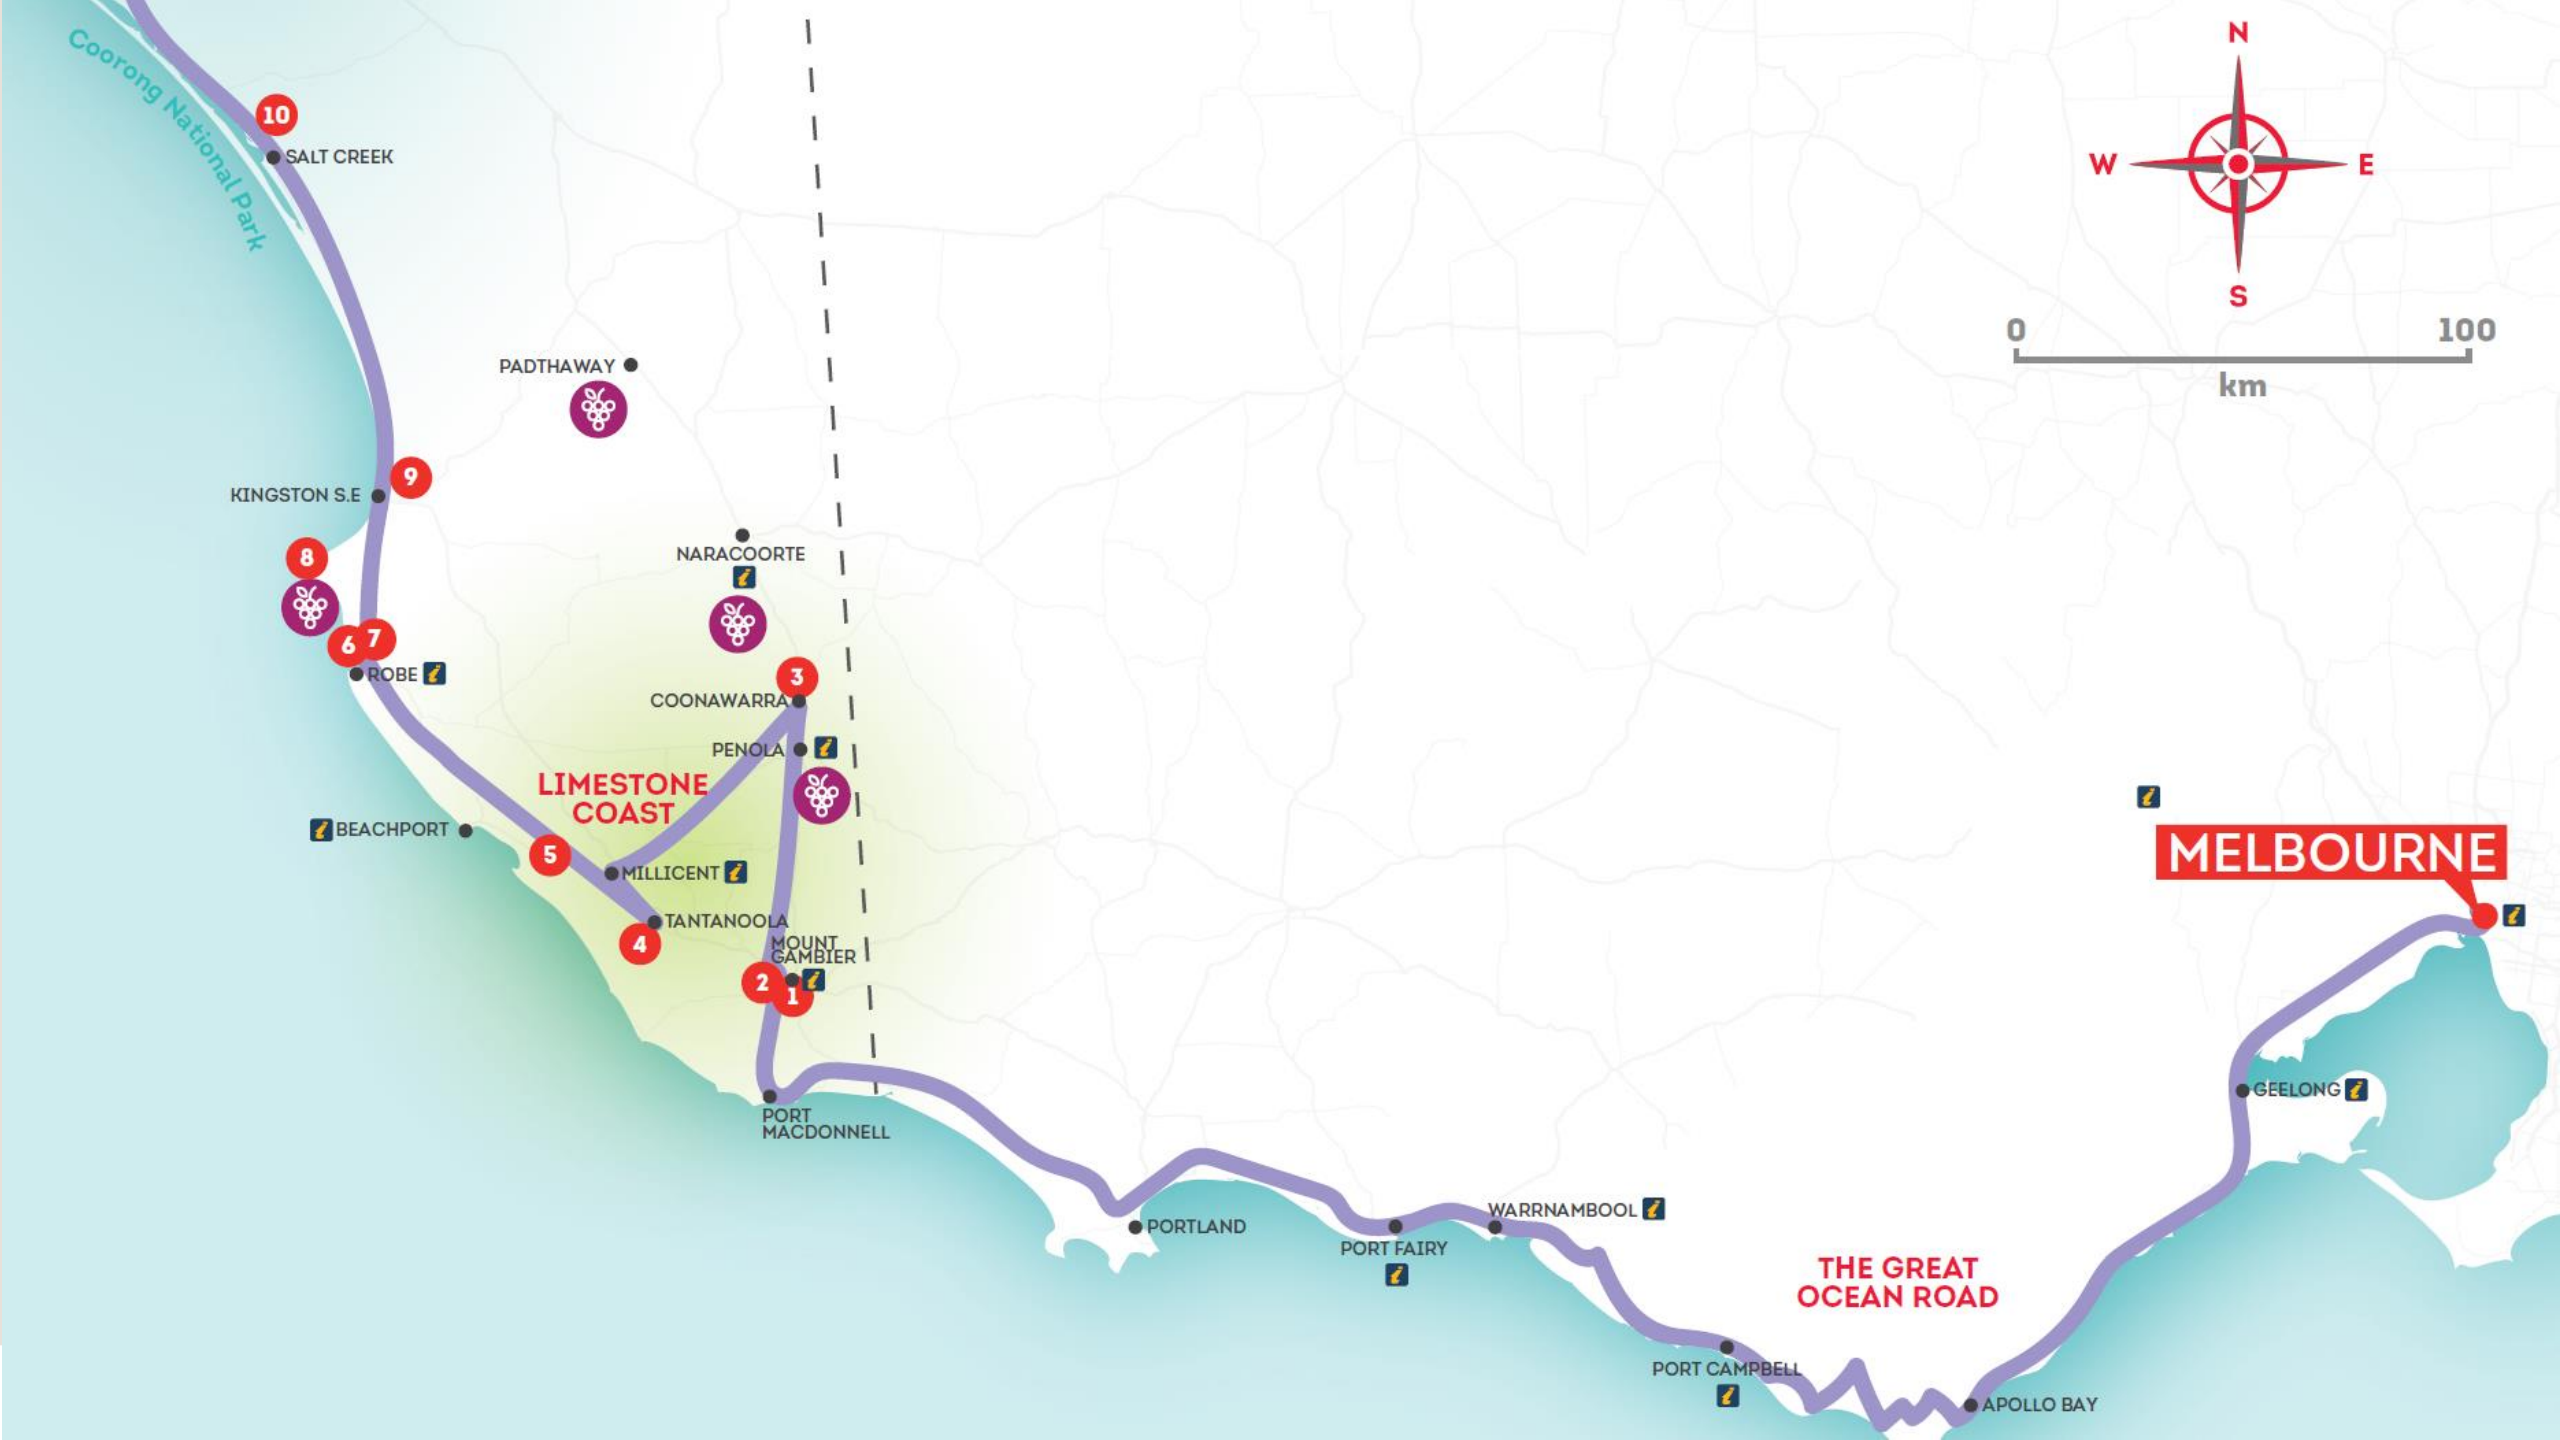 N
W
E
S
0
100
km
Coorong National Park
10
SALT CREEK
PADTHAWAY
9
KINGSTON S.E
8
NARACOORTE
i
6
7
ROBE
i
3
COONAWARRA
PENOLA
i
LIMESTONE
COAST
i
BEACHPORT
5
MILLICENT
i
TANTANOOLA
4
MOUNT
GAMBIER
2
1
i
PORT
MACDONNELL
i
MELBOURNE
i
GEELONG
i
PORTLAND
PORT FAIRY
i
WARRNAMBOOL
i
THE GREAT
OCEAN ROAD
PORT CAMPBELL
i
APOLLO BAY